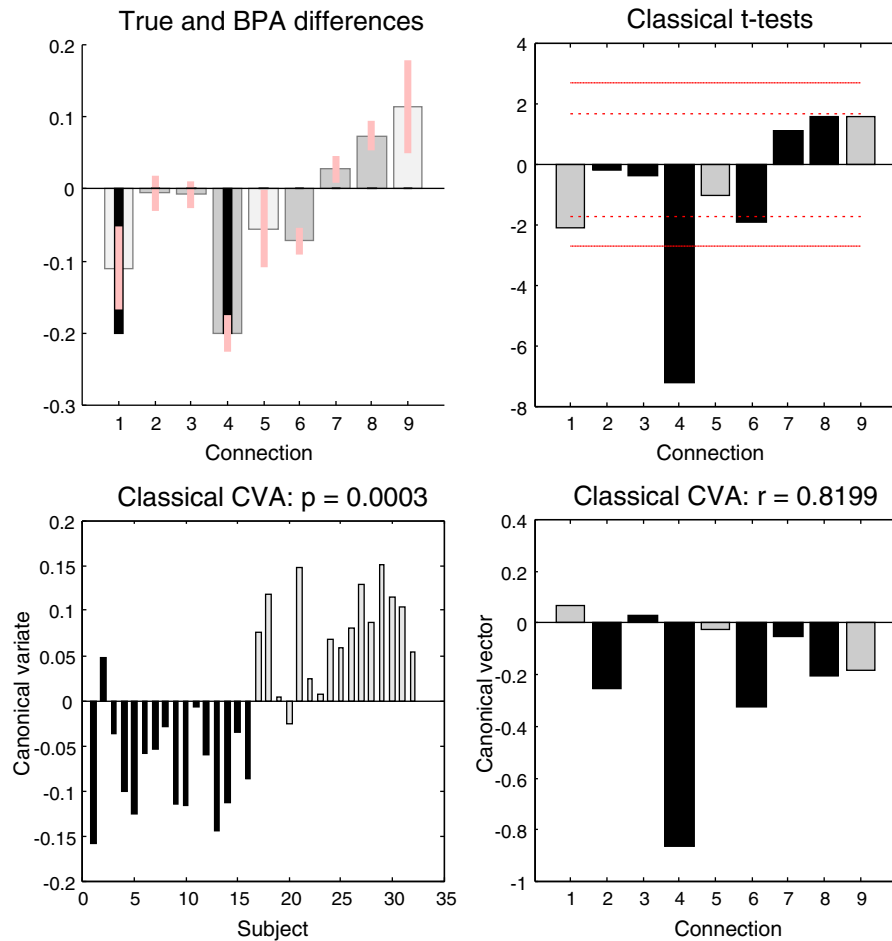 True and BPA differences
0.2
0.1
0
-0.1
-0.2
-0.3
1 2 3 4 5 6 7 8 9
Connection
Classical t-tests
4
2
0
-2
-4
-6
-8
1 2 3 4 5 6 7 8 9
Connection
Classical CVA: p = 0.0003
Canonical variate
0.2
0.15
0.1
0.05
0
-0.05
-0.1
-0.15
-0.2
0 5 10 15 20 25 30 35
Subject
Classical CVA: r = 0.8199
Canonical vector
0.4
0.2
0
-0.2
-0.4
-0.6
-0.8
-1
1 2 3 4 5 6 7 8 9
Connection